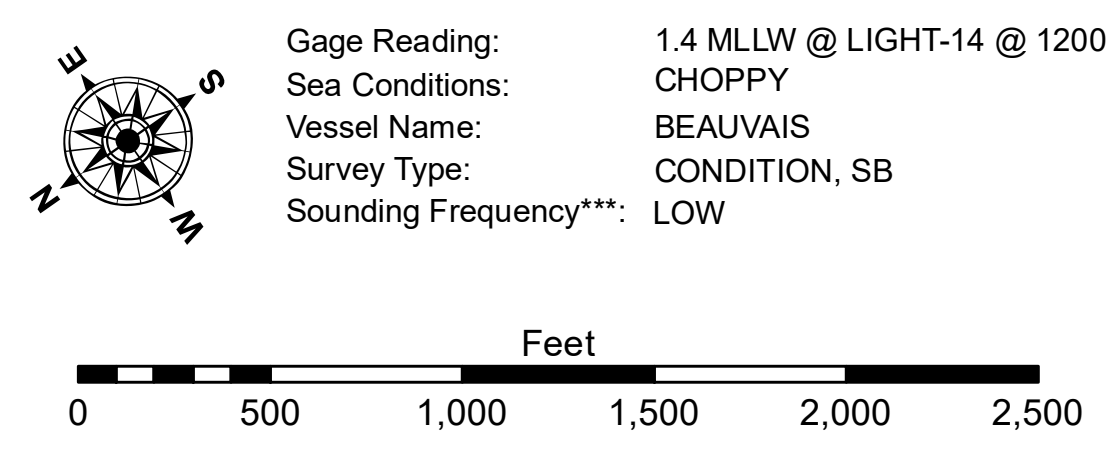 E
S
N
W
Gage Reading: 1.4 MLLW @ LIGHT-14 @ 1200
Sea Conditions: CHOPPY
Vessel Name: BEAUVAIS
Survey Type: CONDITION, SB
Sounding Frequency***: LOW
Feet
0 500 1,000 1,500 2,000 2,500